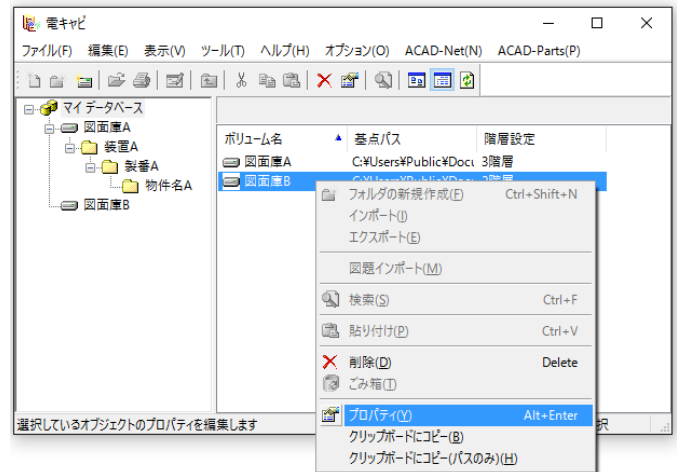 電キャビ
ファイル(F) 編集(E) 表示(V) ツール(T) ヘルプ(H) オプション(O) ACAD-Net(N) ACAD-Parts(P)
マイ データベース
図面庫A
装置A
製番A
物件名A
図面庫B
ボリューム名 基点パス 階層設定
図面庫A C:¥Users¥Public¥Docu 3階層
図面庫B
フォルダの新規作成(F) Ctrl+Shift+N
インポート(I)
エクスポート(E)
図題インポート(M)
検索(S) Ctrl+F
貼り付け(P) Ctrl+V
削除(D) Delete
ごみ箱(T)
プロパティ(Y) Alt+Enter
クリップボードにコピー(B)
クリップボードにコピー(パスのみ)(H)
選択しているオブジェクトのプロパティを編集します
択